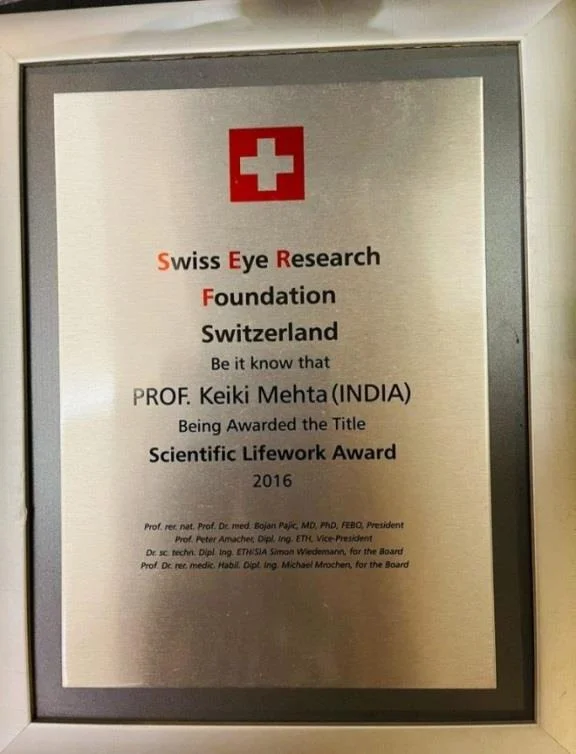 Swiss Eye Research
Foundation
Switzerland
Be it know that
PROF. Keiki Mehta (INDIA)
Being Awarded the Title
Scientific Lifework Award
2016
Prof. rer. nat. Prof. Dr. med. Bojan Pajic, MD, PhD, FEBO, President
Prof. Peter Amacher, Dipl. Ing. ETH, Vice-President
Dr. sc. techn. Dipl. Ing. ETH/SIA Simon Wiedemann, for the Board
Prof. Dr. rer. medic. Habil. Dipl. Ing. Michael Mrochen, for the Board